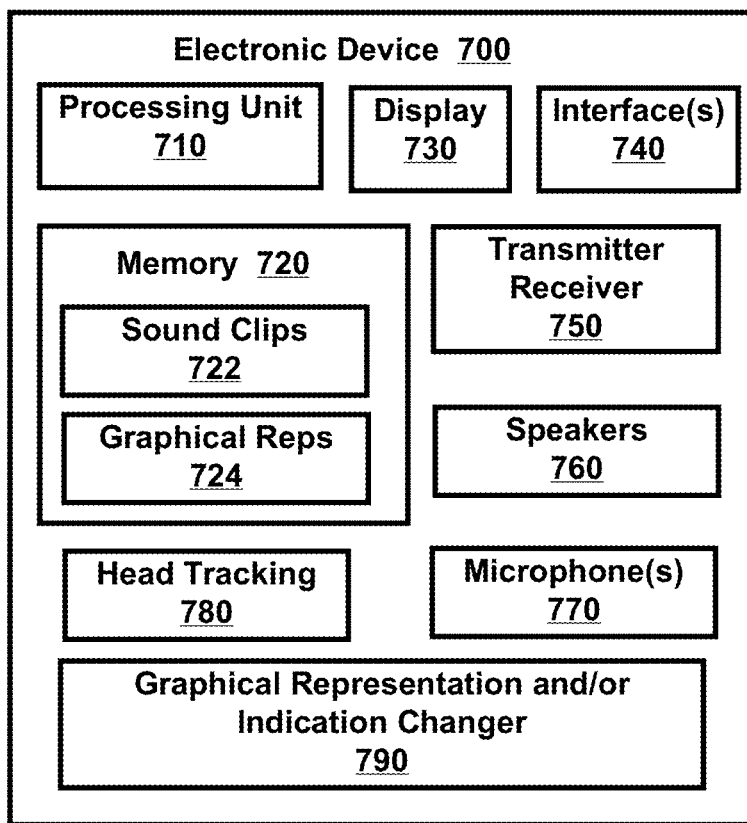 Electronic Device 700
Processing Unit
710
Display
730
Interface(s)
740
Memory 720
Sound Clips
722
Graphical Reps
724
Transmitter
Receiver
750
Speakers
760
Head Tracking
780
Microphone(s)
770
Graphical Representation and/or
Indication Changer
790